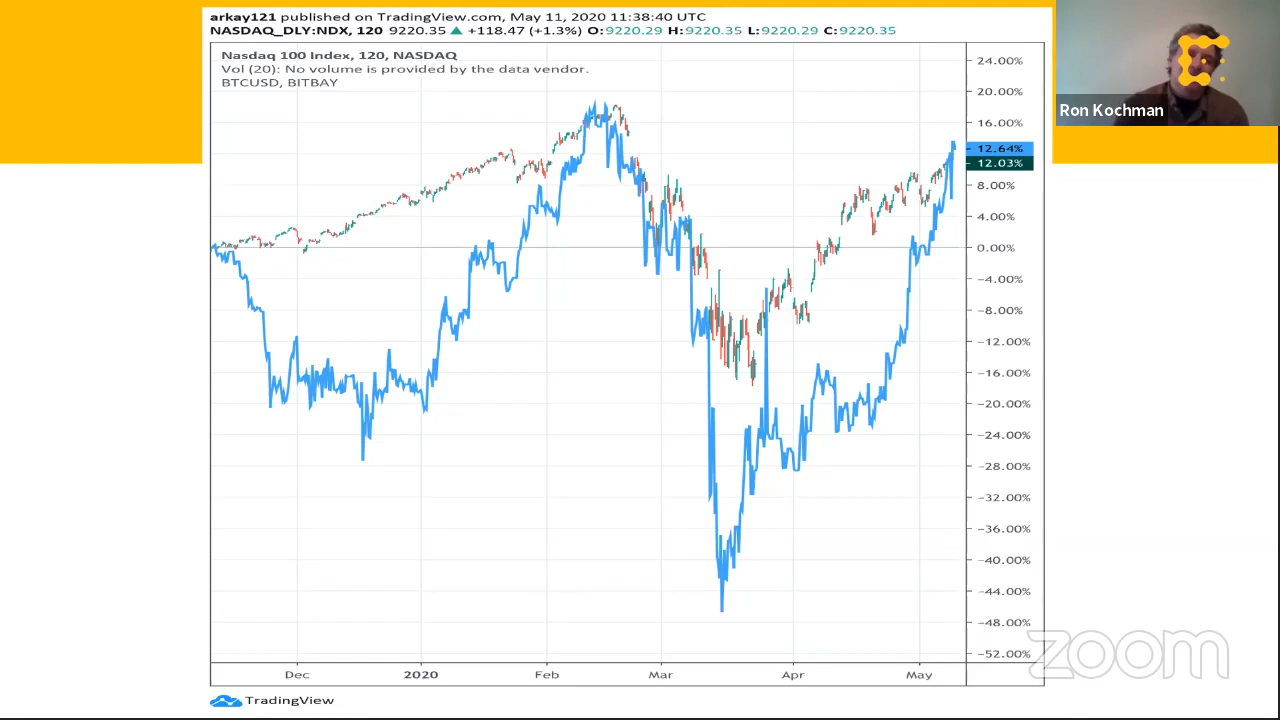 arkay121 published on TradingView.com, May 11, 2020 11:38:40 UTC
NASDAQ_DLY:NDX, 120 9220.35 ▲ +118.47 (+1.3%) O:9220.29 H:9220.35 L:9220.29 C:9220.35
Nasdaq 100 Index, 120, NASDAQ
Vol (20): No volume is provided by the data vendor.
BTCUSD, BITBAY
Ron Kochman
24.00%
20.00%
16.00%
12.64%
12.03%
8.00%
4.00%
0.00%
−4.00%
−8.00%
−12.00%
−16.00%
−20.00%
−24.00%
−28.00%
−32.00%
−36.00%
−40.00%
−44.00%
−48.00%
−52.00%
Dec 2020 Feb Mar Apr May
TradingView
zoom